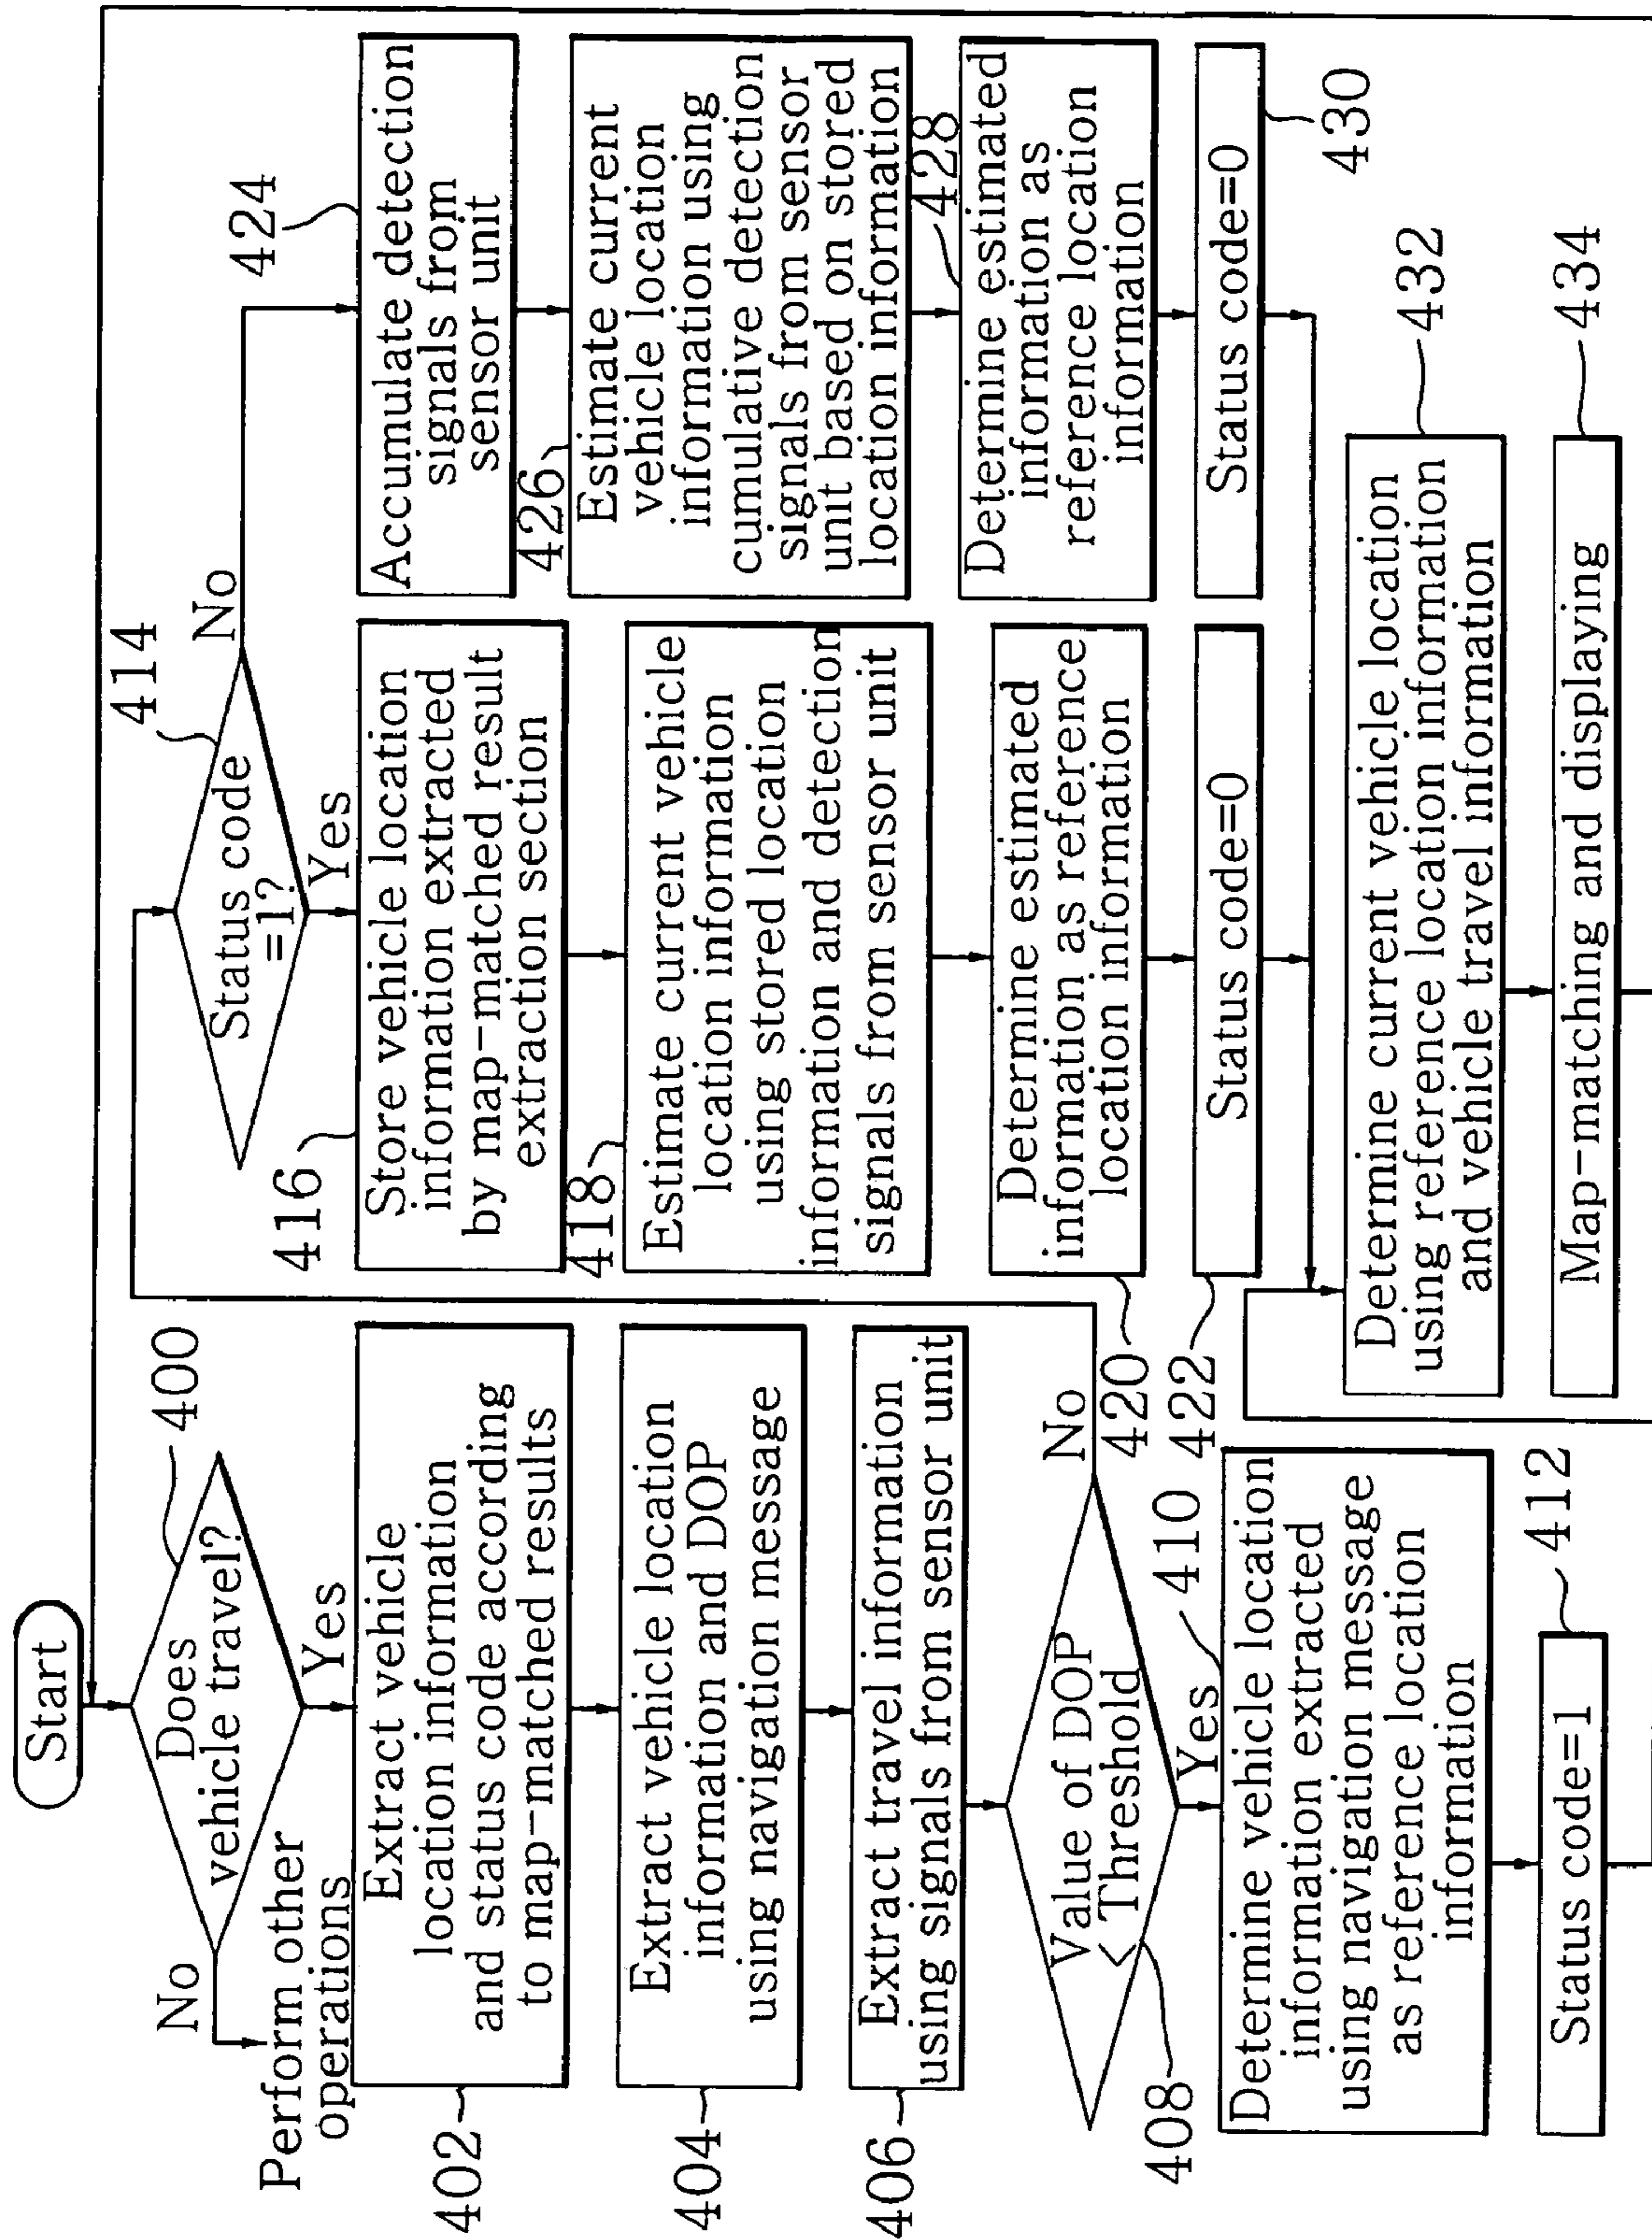 Start
Does
vehicle travel?
400
No
Perform other
operations
Yes
Extract vehicle
location information
and status code according
to map-matched results
402
Extract vehicle location
information and DOP
using navigation message
404
Extract travel information
using signals from sensor unit
406
Value of DOP
< Threshold
408
No
Yes
410
Determine vehicle location
information extracted
using navigation message
as reference location
information
Status code=1
412
Status code
=1?
414
No
Yes
416
Store vehicle location
information extracted
by map-matched result
extraction section
418
Estimate current vehicle
location information
using stored location
information and detection
signals from sensor unit
Determine estimated
information as reference
location information
420
Status code=0
422
424
Accumulate detection
signals from
sensor unit
426
Estimate current
vehicle location
information using
cumulative detection
signals from sensor
unit based on stored
location information
428
Determine estimated
information as
reference location
information
Status code=0
430
Determine current vehicle location
using reference location information
and vehicle travel information
432
Map-matching and displaying
434